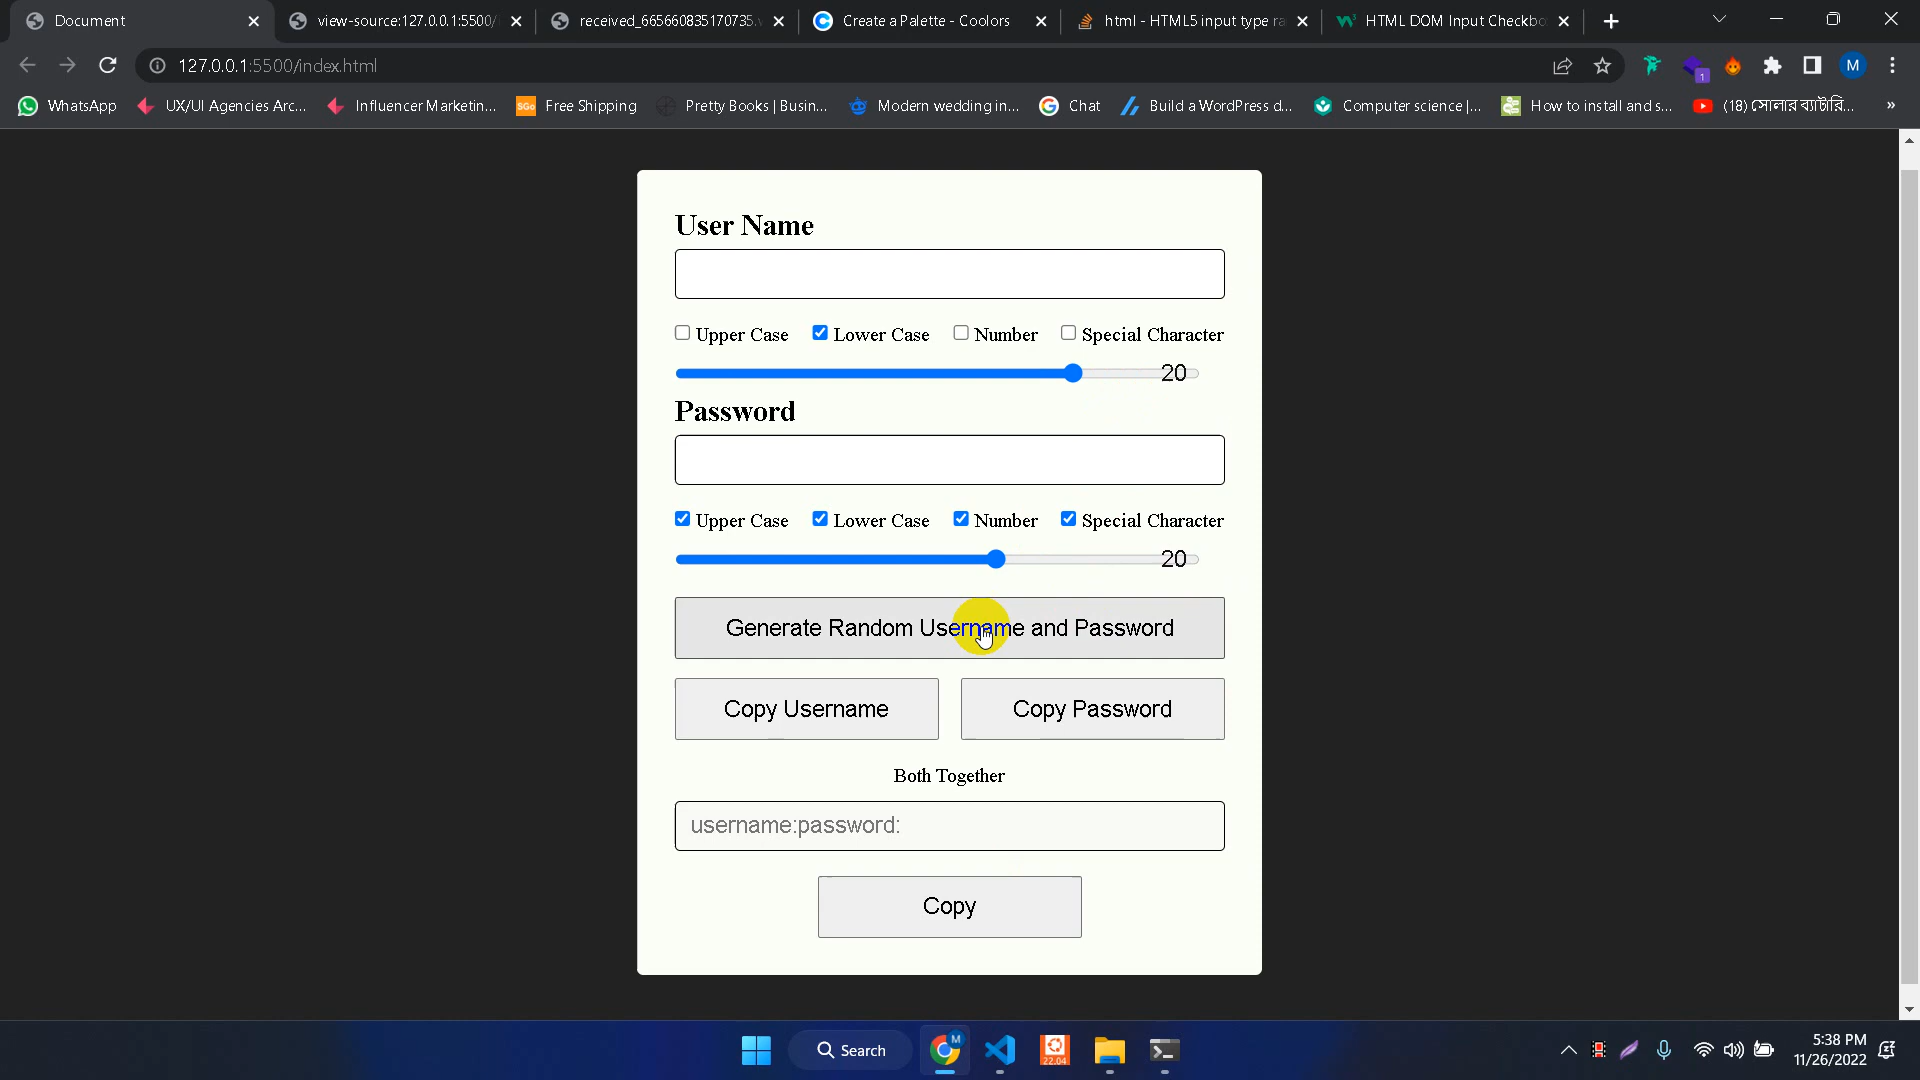 Document
view-source:127.0.0.1:5500/
received_665660835170735.
Create a Palette - Coolors
html - HTML5 input type ra
HTML DOM Input Checkbo
127.0.0.1:5500/index.html
1
M
WhatsApp
UX/UI Agencies Arc...
Influencer Marketin...
SGo
Free Shipping
Pretty Books | Busin...
Modern wedding in...
Chat
Build a WordPress d...
Computer science |...
How to install and s...
(18) সোলার ব্যাটারি...
»
User Name
Upper Case
Lower Case
Number
Special Character
20
Password
Upper Case
Lower Case
Number
Special Character
20
Generate Random Username and Password
Copy Username
Copy Password
Both Together
username:password:
Copy
Search
M
22.04
5:38 PM
11/26/2022